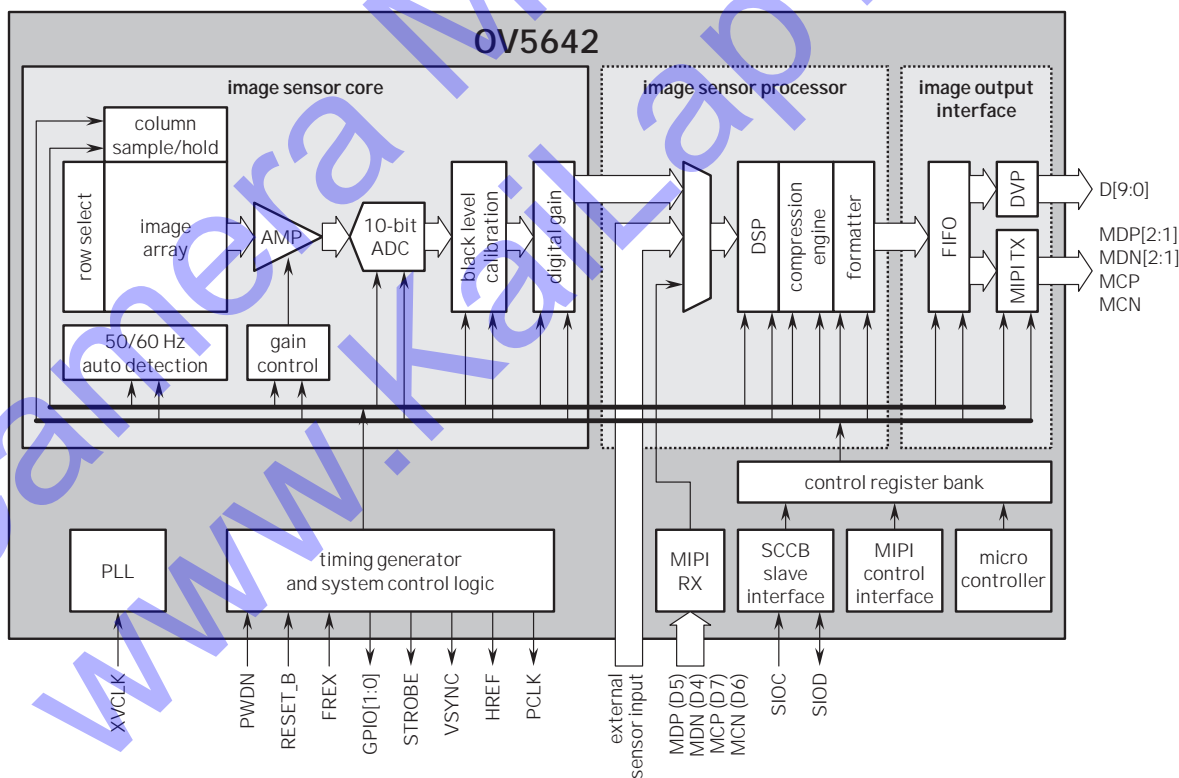 OV5642
image sensor core
image sensor processor
image output
interface
column
sample/hold
row select
image
array
AMP
10-bit
ADC
black level
calibration
digital gain
DSP
compression
engine
formatter
FIFO
DVP
MIPI TX
D[9:0]
MDP[2:1]
MDN[2:1]
MCP
MCN
50/60 Hz
auto detection
gain
control
control register bank
PLL
timing generator
and system control logic
MIPI
RX
SCCB
slave
interface
MIPI
control
interface
micro
controller
XVCLK
PWDN
RESET_B
FREX
GPIO[1:0]
STROBE
VSYNC
HREF
PCLK
external
sensor input
MDP (D5)
MDN (D4)
MCP (D7)
MCN (D6)
SIOC
SIOD
www.KaiLap